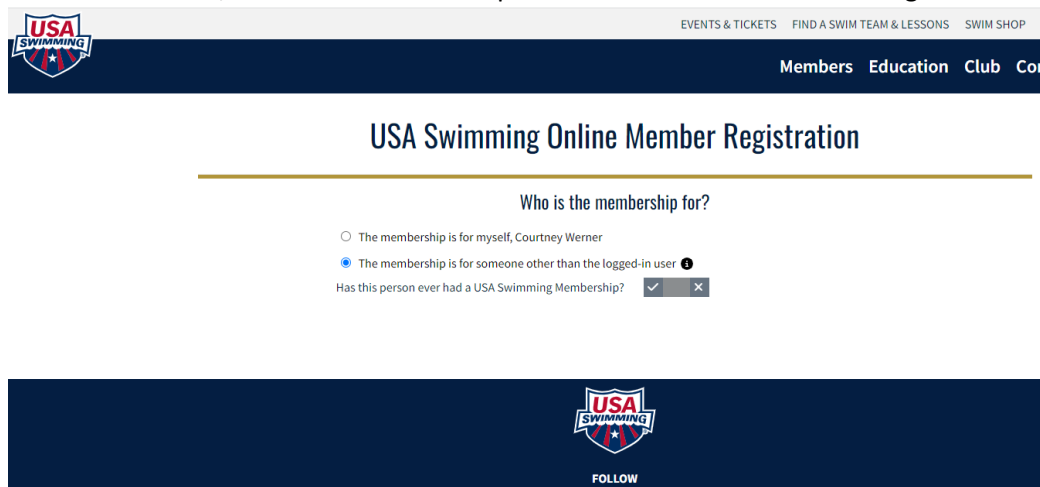 EVENTS & TICKETS FIND A SWIM TEAM & LESSONS SWIM SHOP
USA
SWIMMING
Members Education Club
USA Swimming Online Member Registration
Who is the membership for?
The membership is for myself, Courtney Werner
The membership is for someone other than the logged-in user
Has this person ever had a USA Swimming Membership?
USA
SWIMMING
FOLLOW